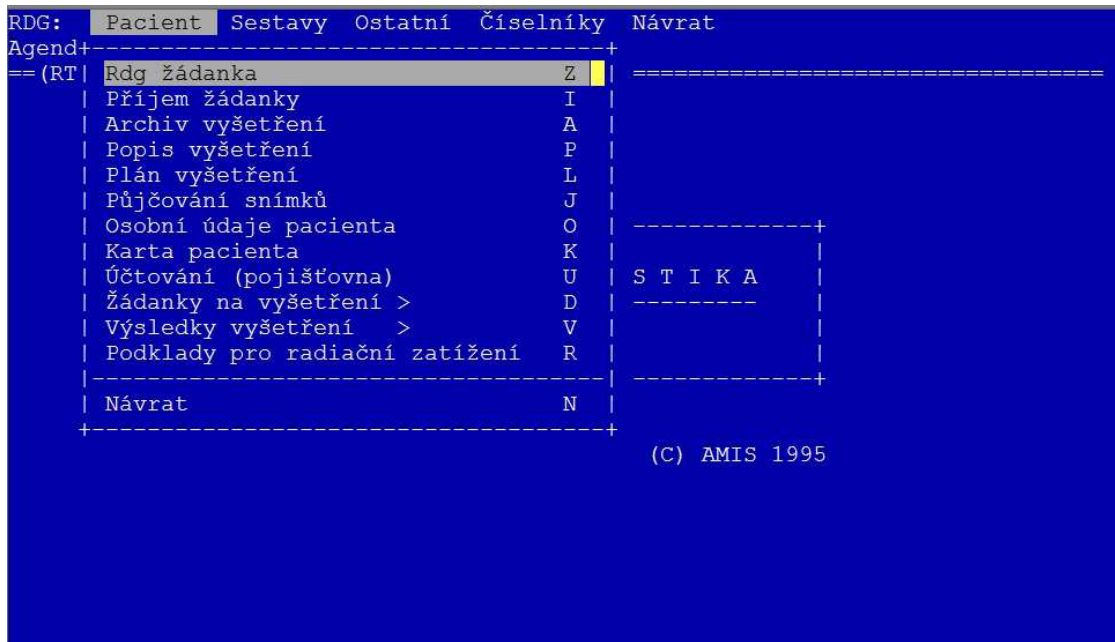 RDG: Pacient Sestavy Ostatní Číselníky Návrat
Agend+-------------------------------------+
==(RT| Rdg žádanka Z | ==================================
| Příjem žádanky I |
| Archiv vyšetření A |
| Popis vyšetření P |
| Plán vyšetření L |
| Půjčování snímků J |
| Osobní údaje pacienta O | -------------+
| Karta pacienta K | |
| Účtování (pojišťovna) U | S T I K A |
| Žádanky na vyšetření > D | --------- |
| Výsledky vyšetření > V | |
| Podklady pro radiační zatížení R | |
|-------------------------------------| -------------+
| Návrat N |
+-------------------------------------+
(C) AMIS 1995